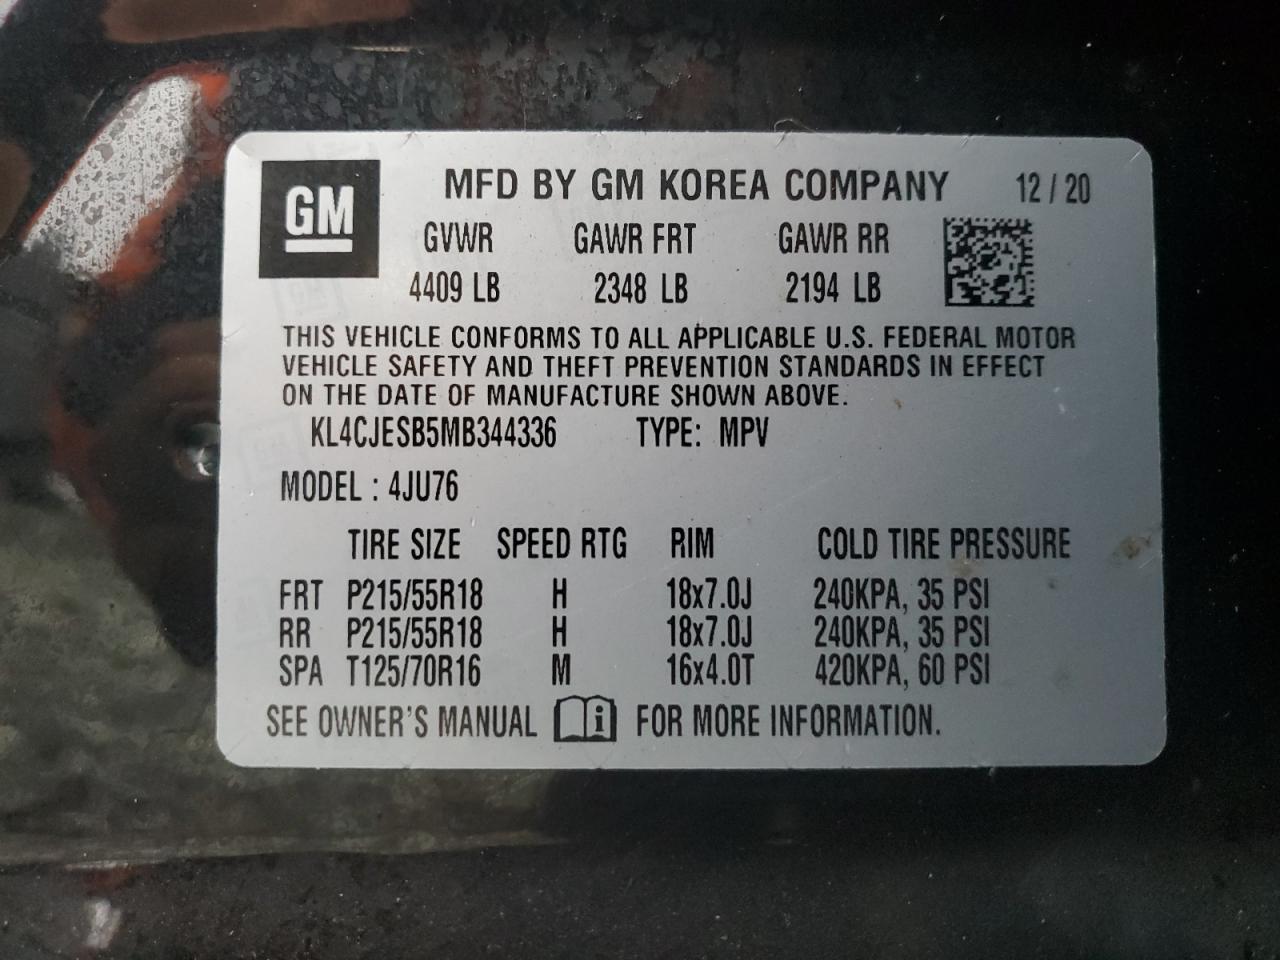 GM MFD BY GM KOREA COMPANY 12/20
GVWR GAWR FRT GAWR RR
4409 LB 2348 LB 2194 LB
THIS VEHICLE CONFORMS TO ALL APPLICABLE U.S. FEDERAL MOTOR
VEHICLE SAFETY AND THEFT PREVENTION STANDARDS IN EFFECT
ON THE DATE OF MANUFACTURE SHOWN ABOVE.
KL4CJESB5MB344336 TYPE: MPV
MODEL : 4JU76
TIRE SIZE SPEED RTG RIM COLD TIRE PRESSURE
FRT P215/55R18 H 18x7.0J 240KPA, 35 PSI
RR P215/55R18 H 18x7.0J 240KPA, 35 PSI
SPA T125/70R16 M 16x4.0T 420KPA, 60 PSI
SEE OWNER'S MANUAL i FOR MORE INFORMATION.